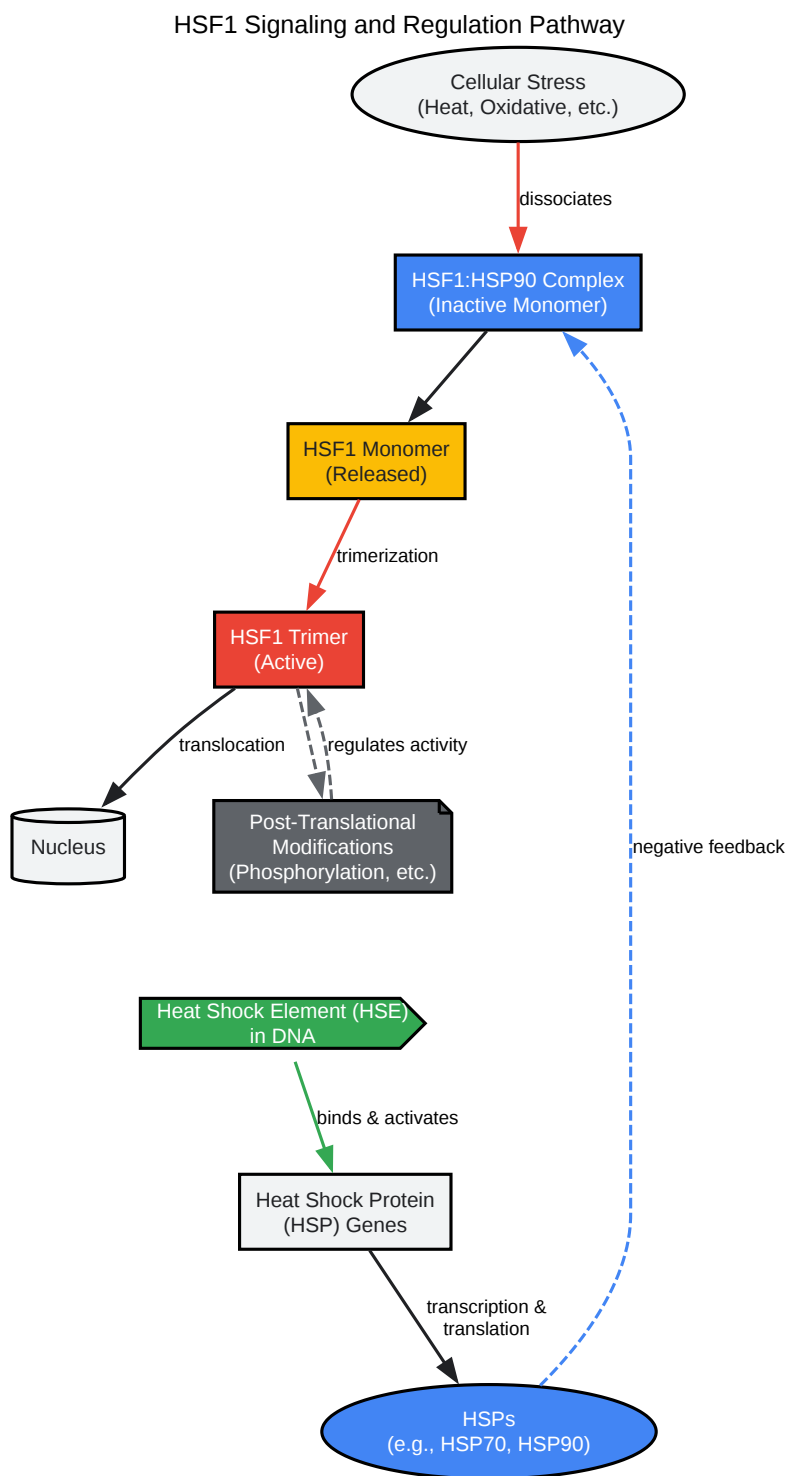 HSF1 Signaling and Regulation Pathway
Cellular Stress
(Heat, Oxidative, etc.)
dissociates
HSF1:HSP90 Complex
(Inactive Monomer)
HSF1 Monomer
(Released)
trimerization
HSF1 Trimer
(Active)
translocation
regulates activity
Nucleus
Post-Translational
Modifications
(Phosphorylation, etc.)
negative feedback
Heat Shock Element (HSE)
in DNA
binds & activates
Heat Shock Protein
(HSP) Genes
transcription &
translation
HSPs
(e.g., HSP70, HSP90)